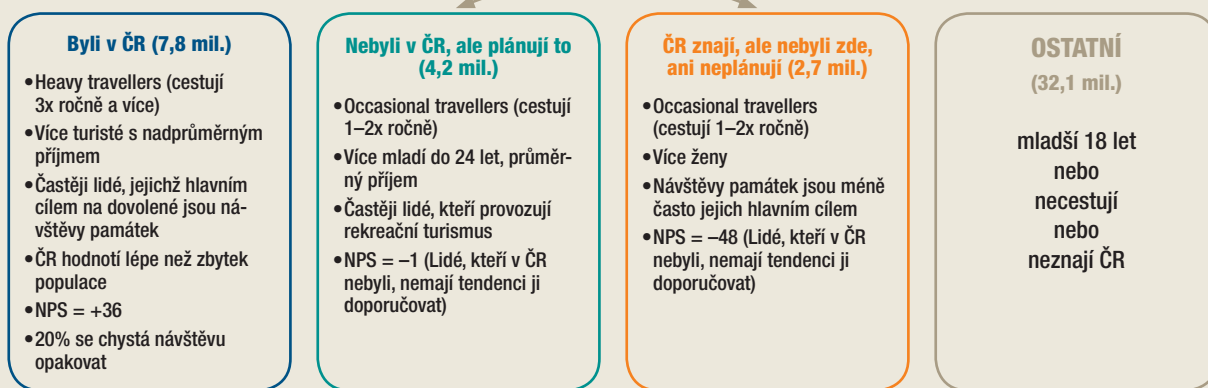 Byli v ČR (7,8 mil.)
•Heavy travellers (cestují
3x ročně a více)
•Více turisté s nadprůměrným
příjmem
•Častěji lidé, jejichž hlavním
cílem na dovolené jsou ná-
vštěvy památek
•ČR hodnotí lépe než zbytek
populace
•NPS = +36
•20% se chystá návštěvu
opakovat
Nebyli v ČR, ale plánují to
(4,2 mil.)
•Occasional travellers (cestují
1–2x ročně)
•Více mladí do 24 let, průměr-
ný příjem
•Častěji lidé, kteří provozují
rekreační turismus
•NPS = –1 (Lidé, kteří v ČR
nebyli, nemají tendenci ji
doporučovat)
ČR znají, ale nebyli zde,
ani neplánují (2,7 mil.)
•Occasional travellers
(cestují 1–2x ročně)
•Více ženy
•Návštěvy památek jsou méně
často jejich hlavním cílem
•NPS = –48 (Lidé, kteří v ČR
nebyli, nemají tendenci ji
doporučovat)
OSTATNÍ
(32,1 mil.)
mladší 18 let
nebo
necestují
nebo
neznají ČR